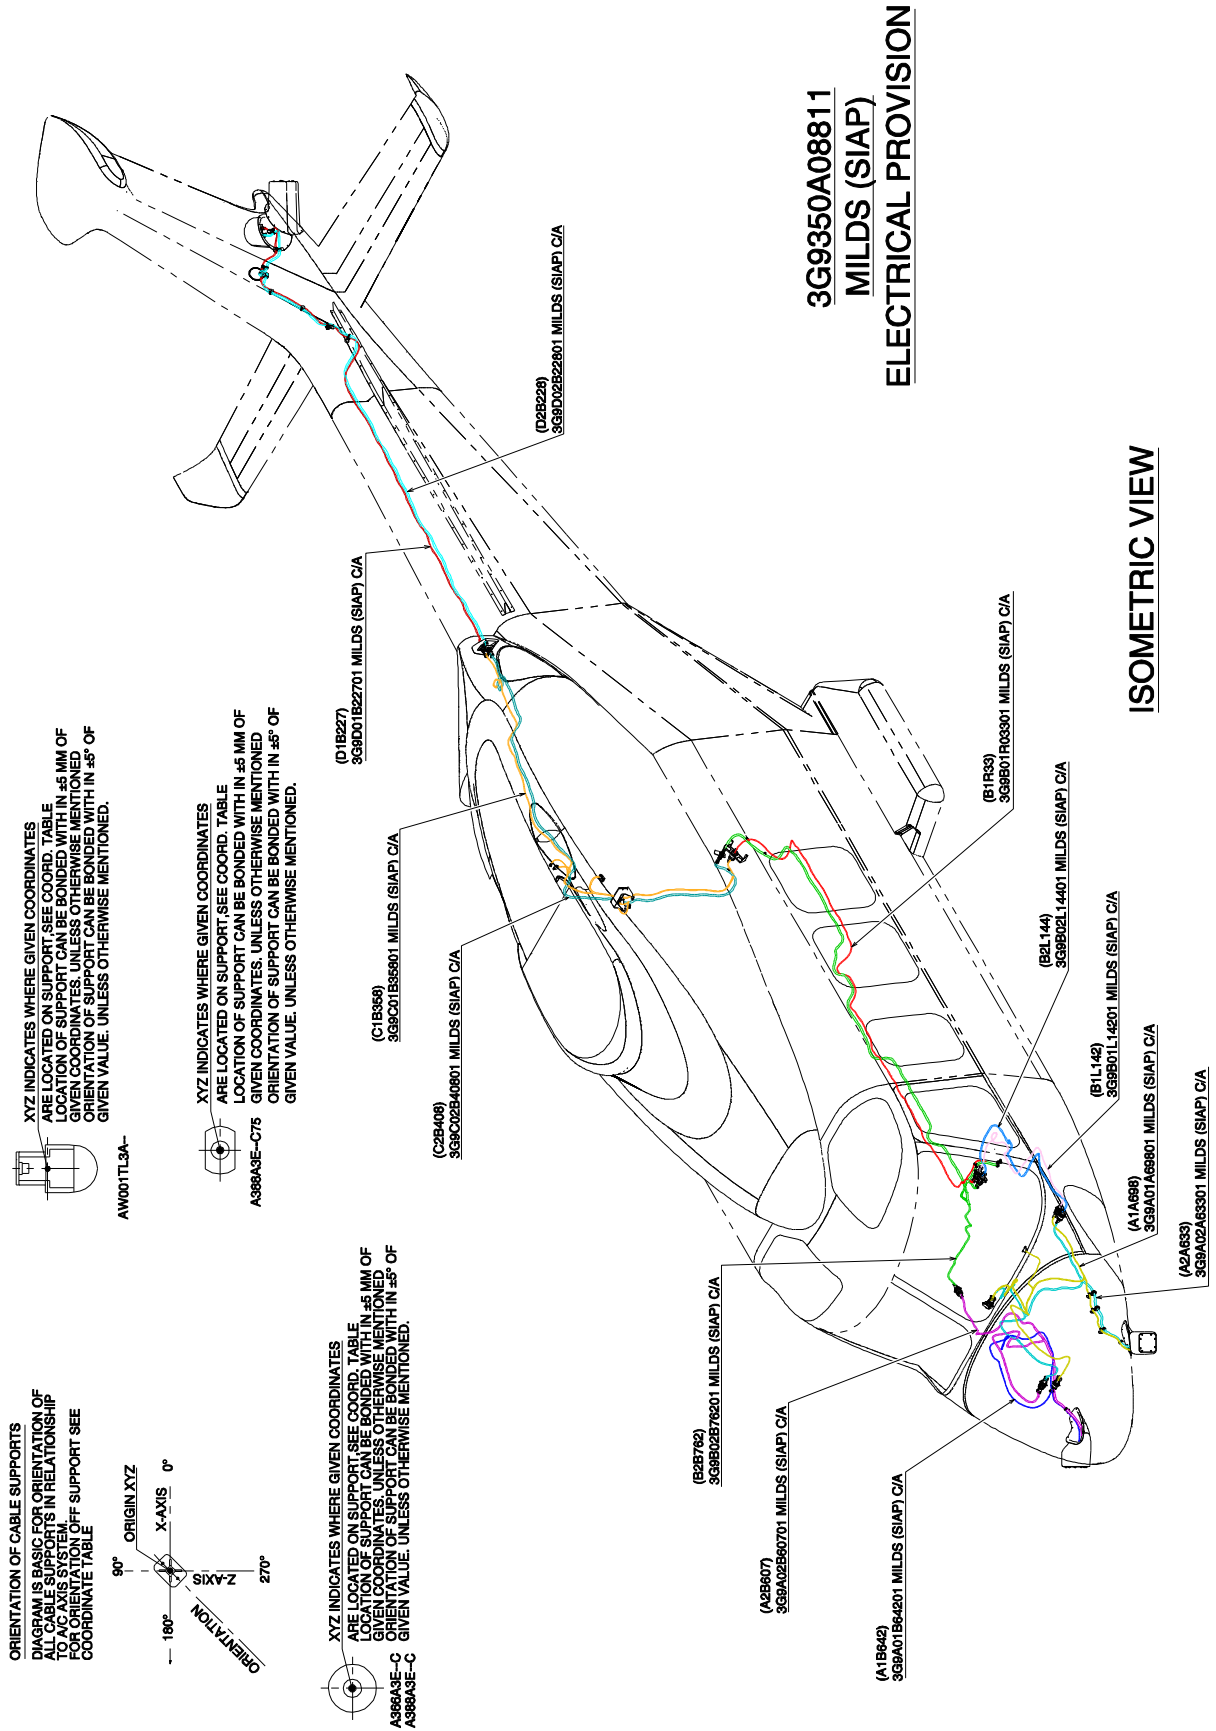 ORIENTATION OF CABLE SUPPORTS
DIAGRAM IS BASIC FOR ORIENTATION OF
ALL CABLE SUPPORTS IN RELATIONSHIP
TO A/C AXIS SYSTEM.
FOR ORIENTATION OFF SUPPORT SEE
COORDINATE TABLE
ORIGIN XYZ
90°
X-AXIS
0°
180°
Z-AXIS
270°
ORIENTATION
XYZ INDICATES WHERE GIVEN COORDINATES
ARE LOCATED ON SUPPORT,SEE COORD. TABLE
LOCATION OF SUPPORT CAN BE BONDED WITH IN ±5 MM OF
GIVEN COORDINATES. UNLESS OTHERWISE MENTIONED
ORIENTATION OF SUPPORT CAN BE BONDED WITH IN ±5° OF
GIVEN VALUE. UNLESS OTHERWISE MENTIONED.
A366A3E--C
A388A3E--C
XYZ INDICATES WHERE GIVEN COORDINATES
ARE LOCATED ON SUPPORT,SEE COORD. TABLE
LOCATION OF SUPPORT CAN BE BONDED WITH IN ±5 MM OF
GIVEN COORDINATES. UNLESS OTHERWISE MENTIONED
ORIENTATION OF SUPPORT CAN BE BONDED WITH IN ±5° OF
GIVEN VALUE. UNLESS OTHERWISE MENTIONED.
AW001TL3A--
XYZ INDICATES WHERE GIVEN COORDINATES
ARE LOCATED ON SUPPORT,SEE COORD. TABLE
LOCATION OF SUPPORT CAN BE BONDED WITH IN ±5 MM OF
GIVEN COORDINATES. UNLESS OTHERWISE MENTIONED
ORIENTATION OF SUPPORT CAN BE BONDED WITH IN ±5° OF
GIVEN VALUE. UNLESS OTHERWISE MENTIONED.
A388A3E--C75
(D1B227)
3G9D01B22701 MILDS (SIAP) C/A
(D2B228)
3G9D02B22801 MILDS (SIAP) C/A
(C1B358)
3G9C01B35801 MILDS (SIAP) C/A
(C2B408)
3G9C02B40801 MILDS (SIAP) C/A
(B2B762)
3G9B02B76201 MILDS (SIAP) C/A
(A2B607)
3G9A02B60701 MILDS (SIAP) C/A
(A1B642)
3G9A01B64201 MILDS (SIAP) C/A
(B1R33)
3G9B01R03301 MILDS (SIAP) C/A
(B2L144)
3G9B02L14401 MILDS (SIAP) C/A
(B1L142)
3G9B01L14201 MILDS (SIAP) C/A
(A1A698)
3G9A01A69801 MILDS (SIAP) C/A
(A2A633)
3G9A02A63301 MILDS (SIAP) C/A
3G9350A08811
MILDS (SIAP)
ELECTRICAL PROVISION
ISOMETRIC VIEW